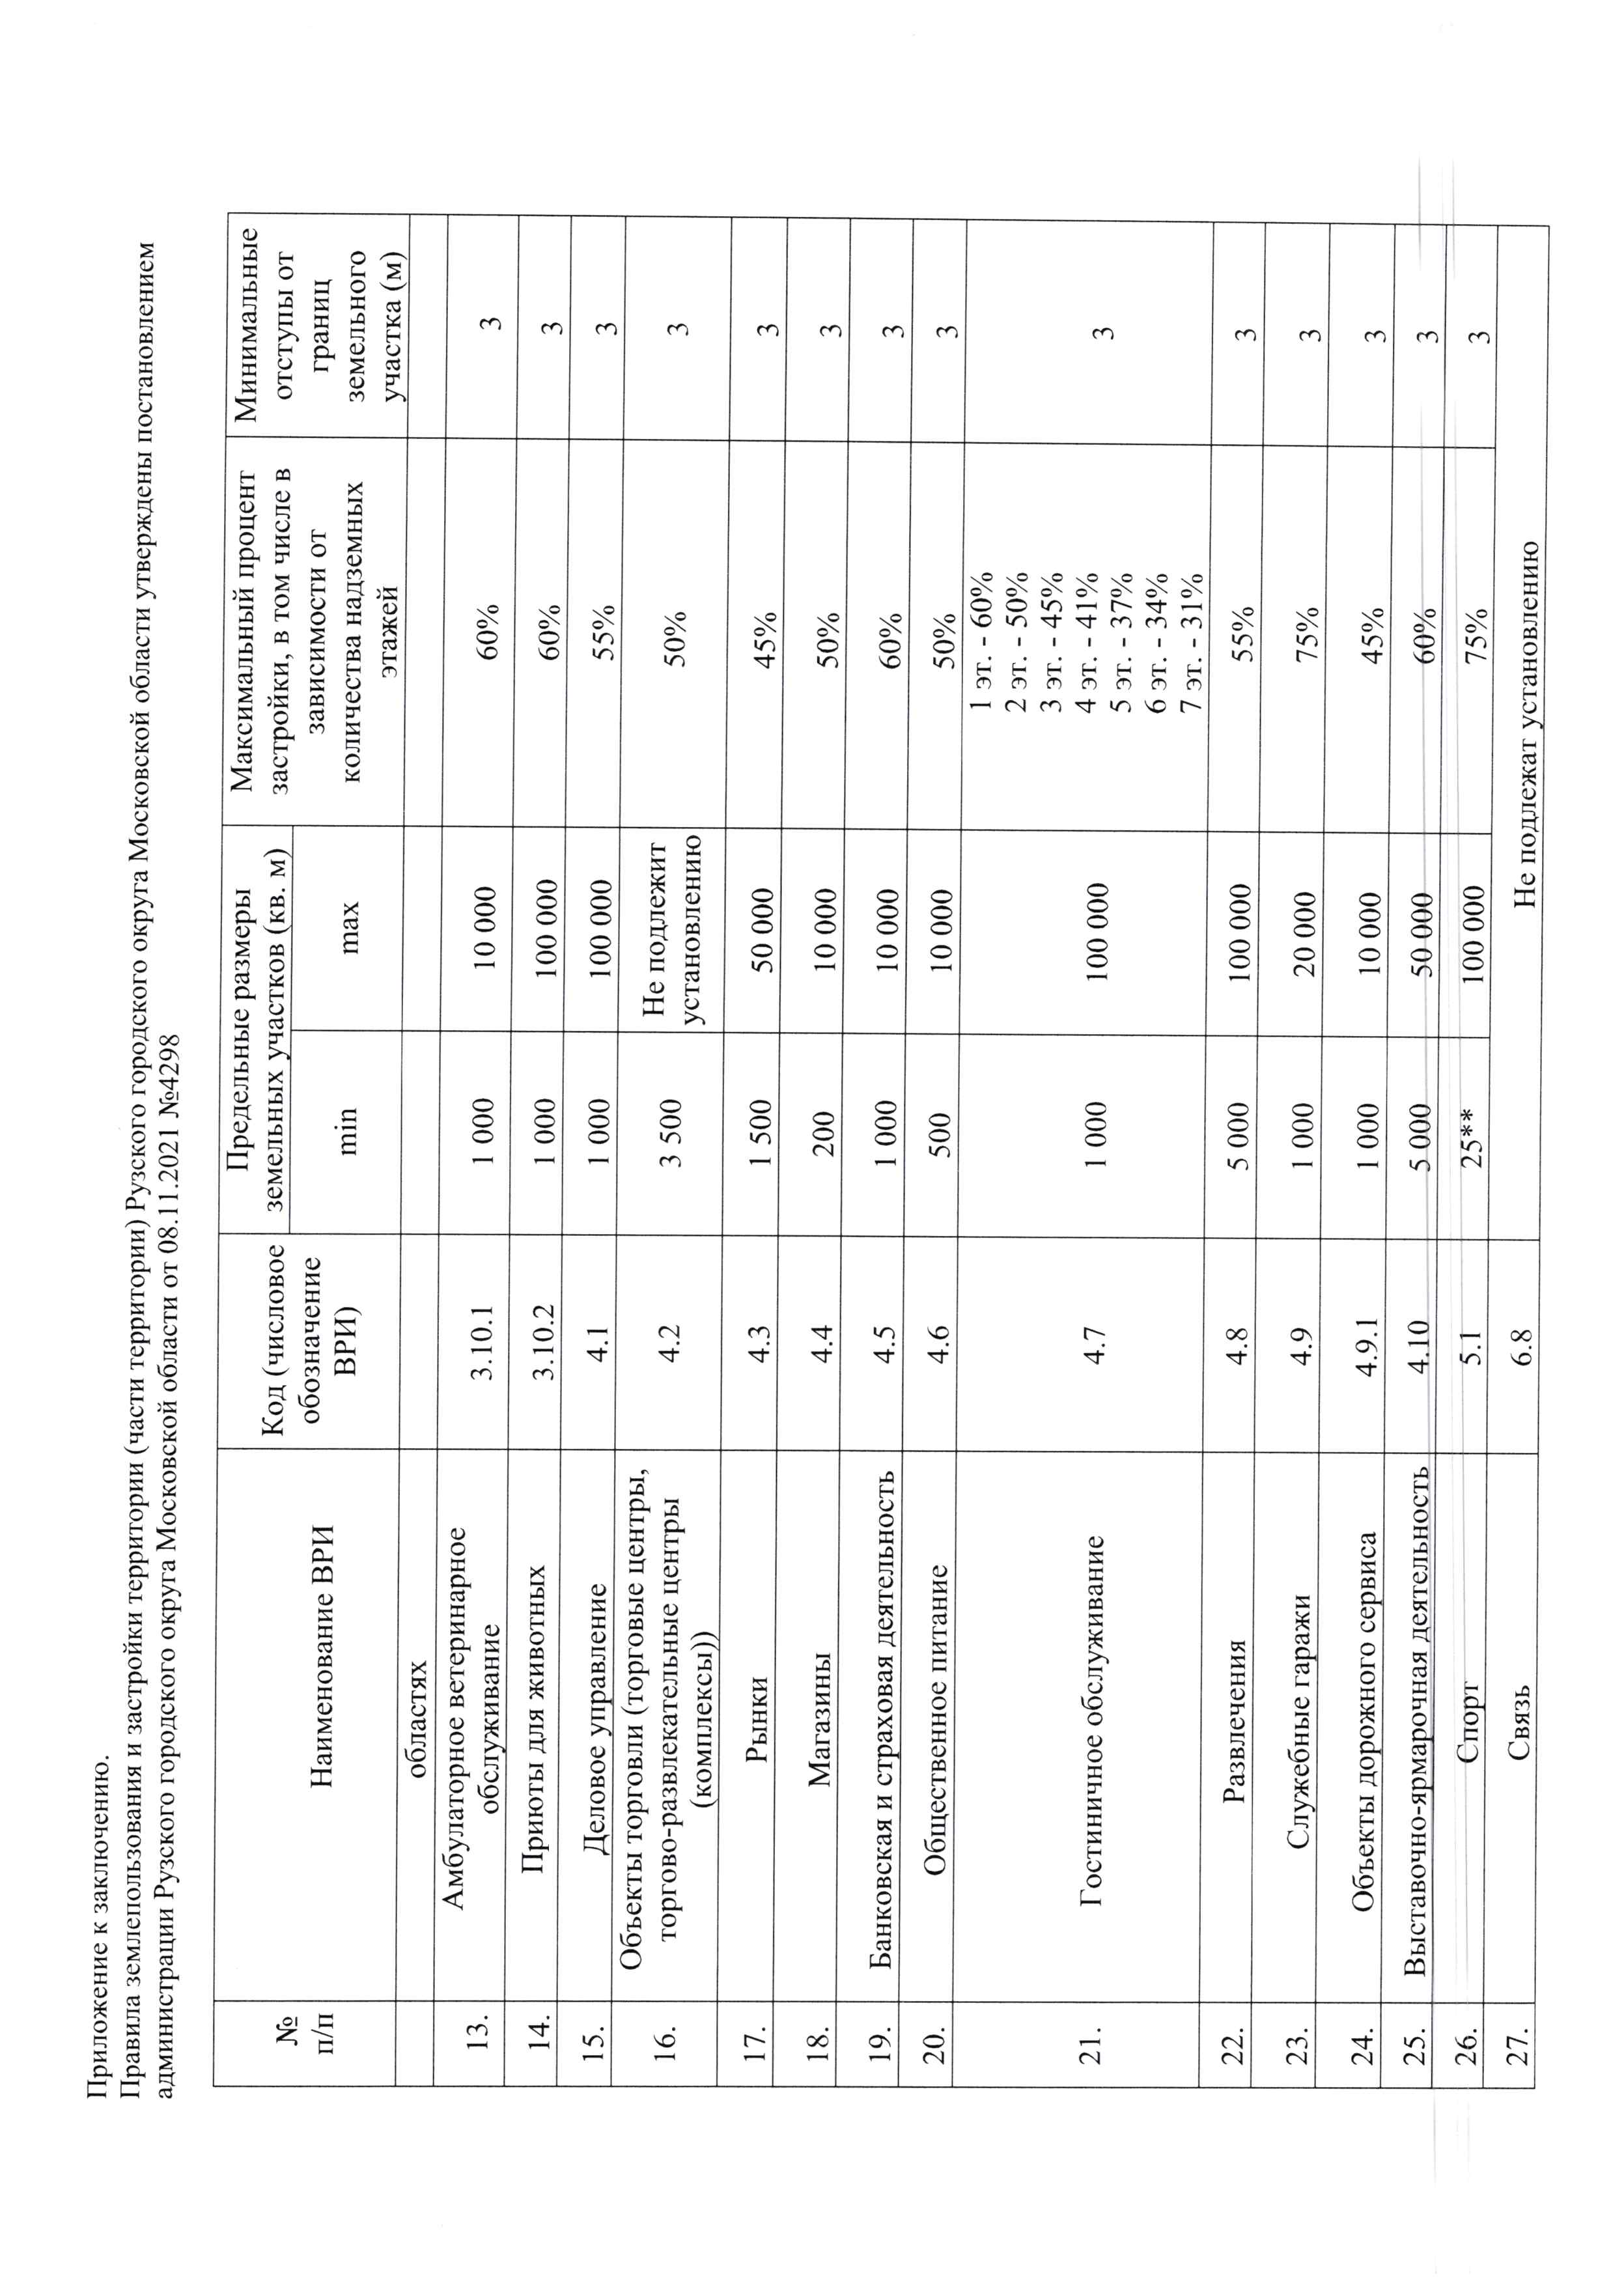 Приложение к заключению.
Правила землепользования и застройки территории (части территории) Рузского городского округа Московской области утверждены постановлением
администрации Рузского городского округа Московской области от 08.11.2021 №4298
№
п/п
Наименование ВРИ
Код (числовое
обозначение
ВРИ)
Предельные размеры
земельных участков (кв. м)
min
max
Максимальный процент
застройки, в том числе в
зависимости от
количества надземных
этажей
Минимальные
отступы от
границ
земельного
участка (м)
областях
13. Амбулаторное ветеринарное
обслуживание 3.10.1 1 000 10 000 60% 3
14. Приюты для животных 3.10.2 1 000 100 000 60% 3
15. Деловое управление 4.1 1 000 100 000 55% 3
16. Объекты торговли (торговые центры,
торгово-развлекательные центры
(комплексы)) 4.2 3 500 Не подлежит
установлению 50% 3
17. Рынки 4.3 1 500 50 000 45% 3
18. Магазины 4.4 200 10 000 50% 3
19. Банковская и страховая деятельность 4.5 1 000 10 000 60% 3
20. Общественное питание 4.6 500 10 000 50% 3
21. Гостиничное обслуживание 4.7 1 000 100 000
1 эт. - 60%
2 эт. - 50%
3 эт. - 45%
4 эт. - 41%
5 эт. - 37%
6 эт. - 34%
7 эт. - 31%
3
22. Развлечения 4.8 5 000 100 000 55% 3
23. Служебные гаражи 4.9 1 000 20 000 75% 3
24. Объекты дорожного сервиса 4.9.1 1 000 10 000 45% 3
25. Выставочно-ярмарочная деятельность 4.10 5 000 50 000 60% 3
26. Спорт 5.1 25** 100 000 75% 3
27. Связь 6.8 Не подлежат установлению